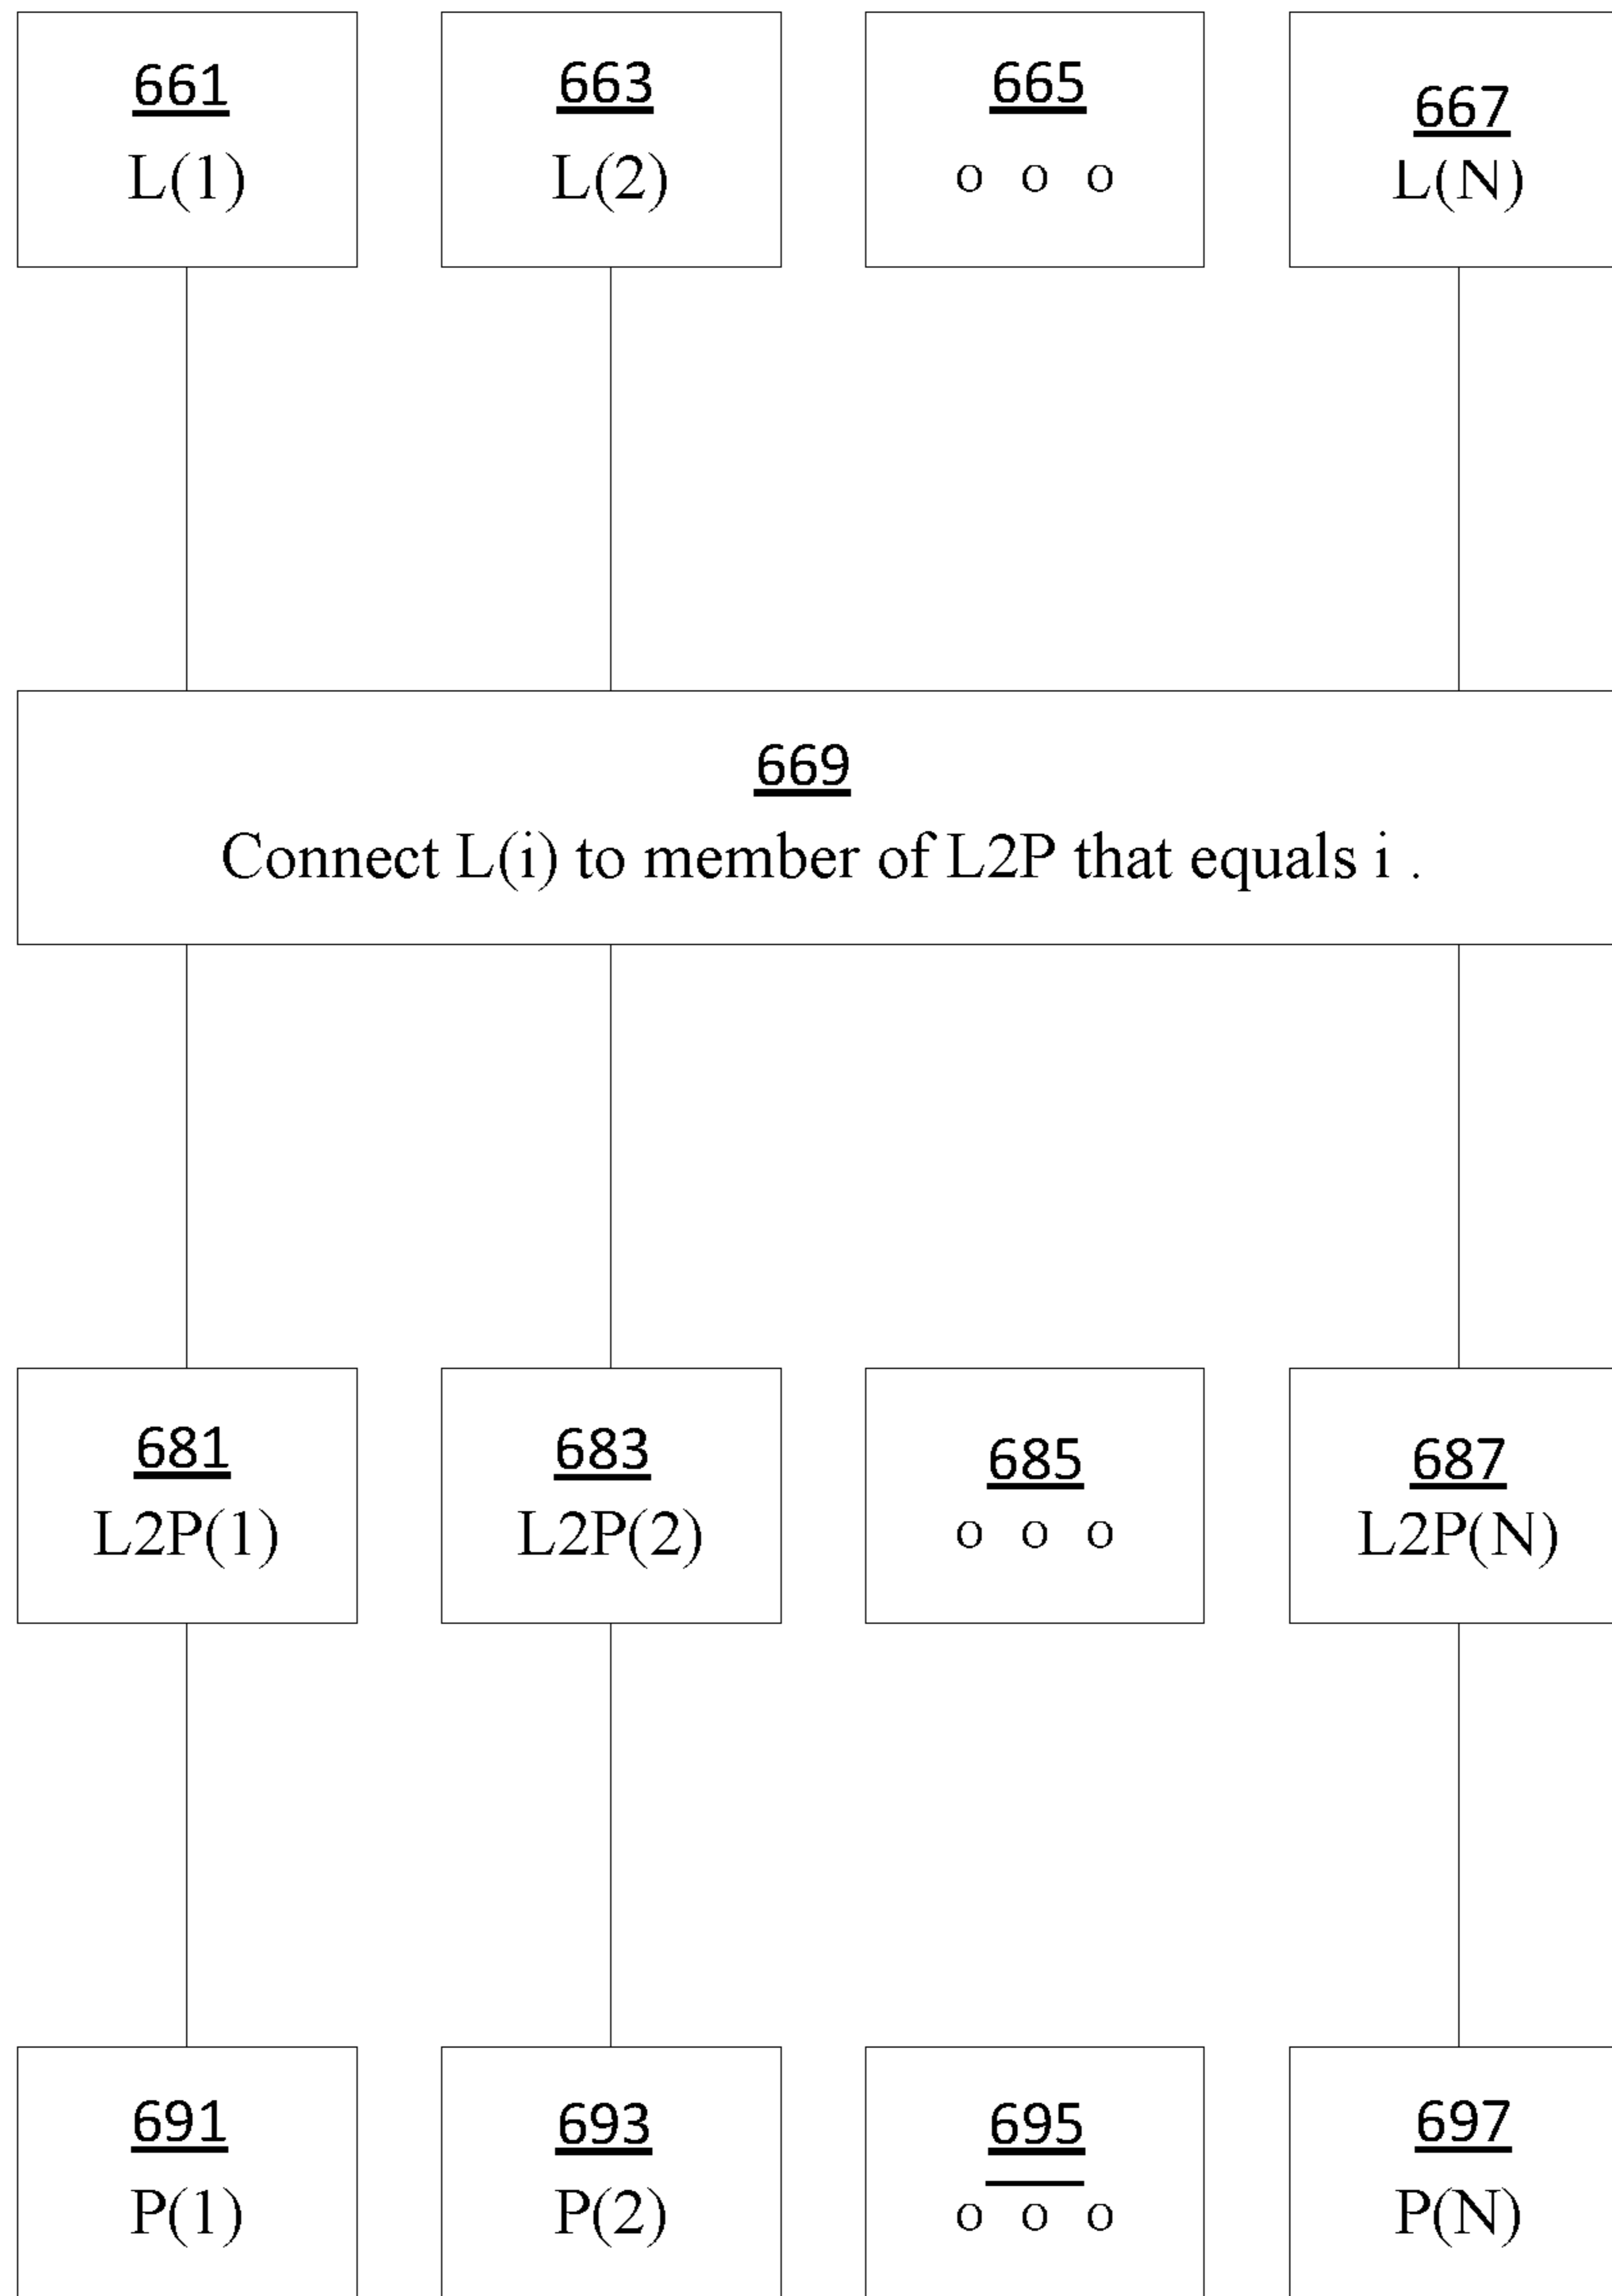 661 663 665 667
L(1) L(2) o o o L(N)
669
Connect L(i) to member of L2P that equals i .
681 683 685 687
L2P(1) L2P(2) o o o L2P(N)
691 693 695 697
P(1) P(2) o o o P(N)